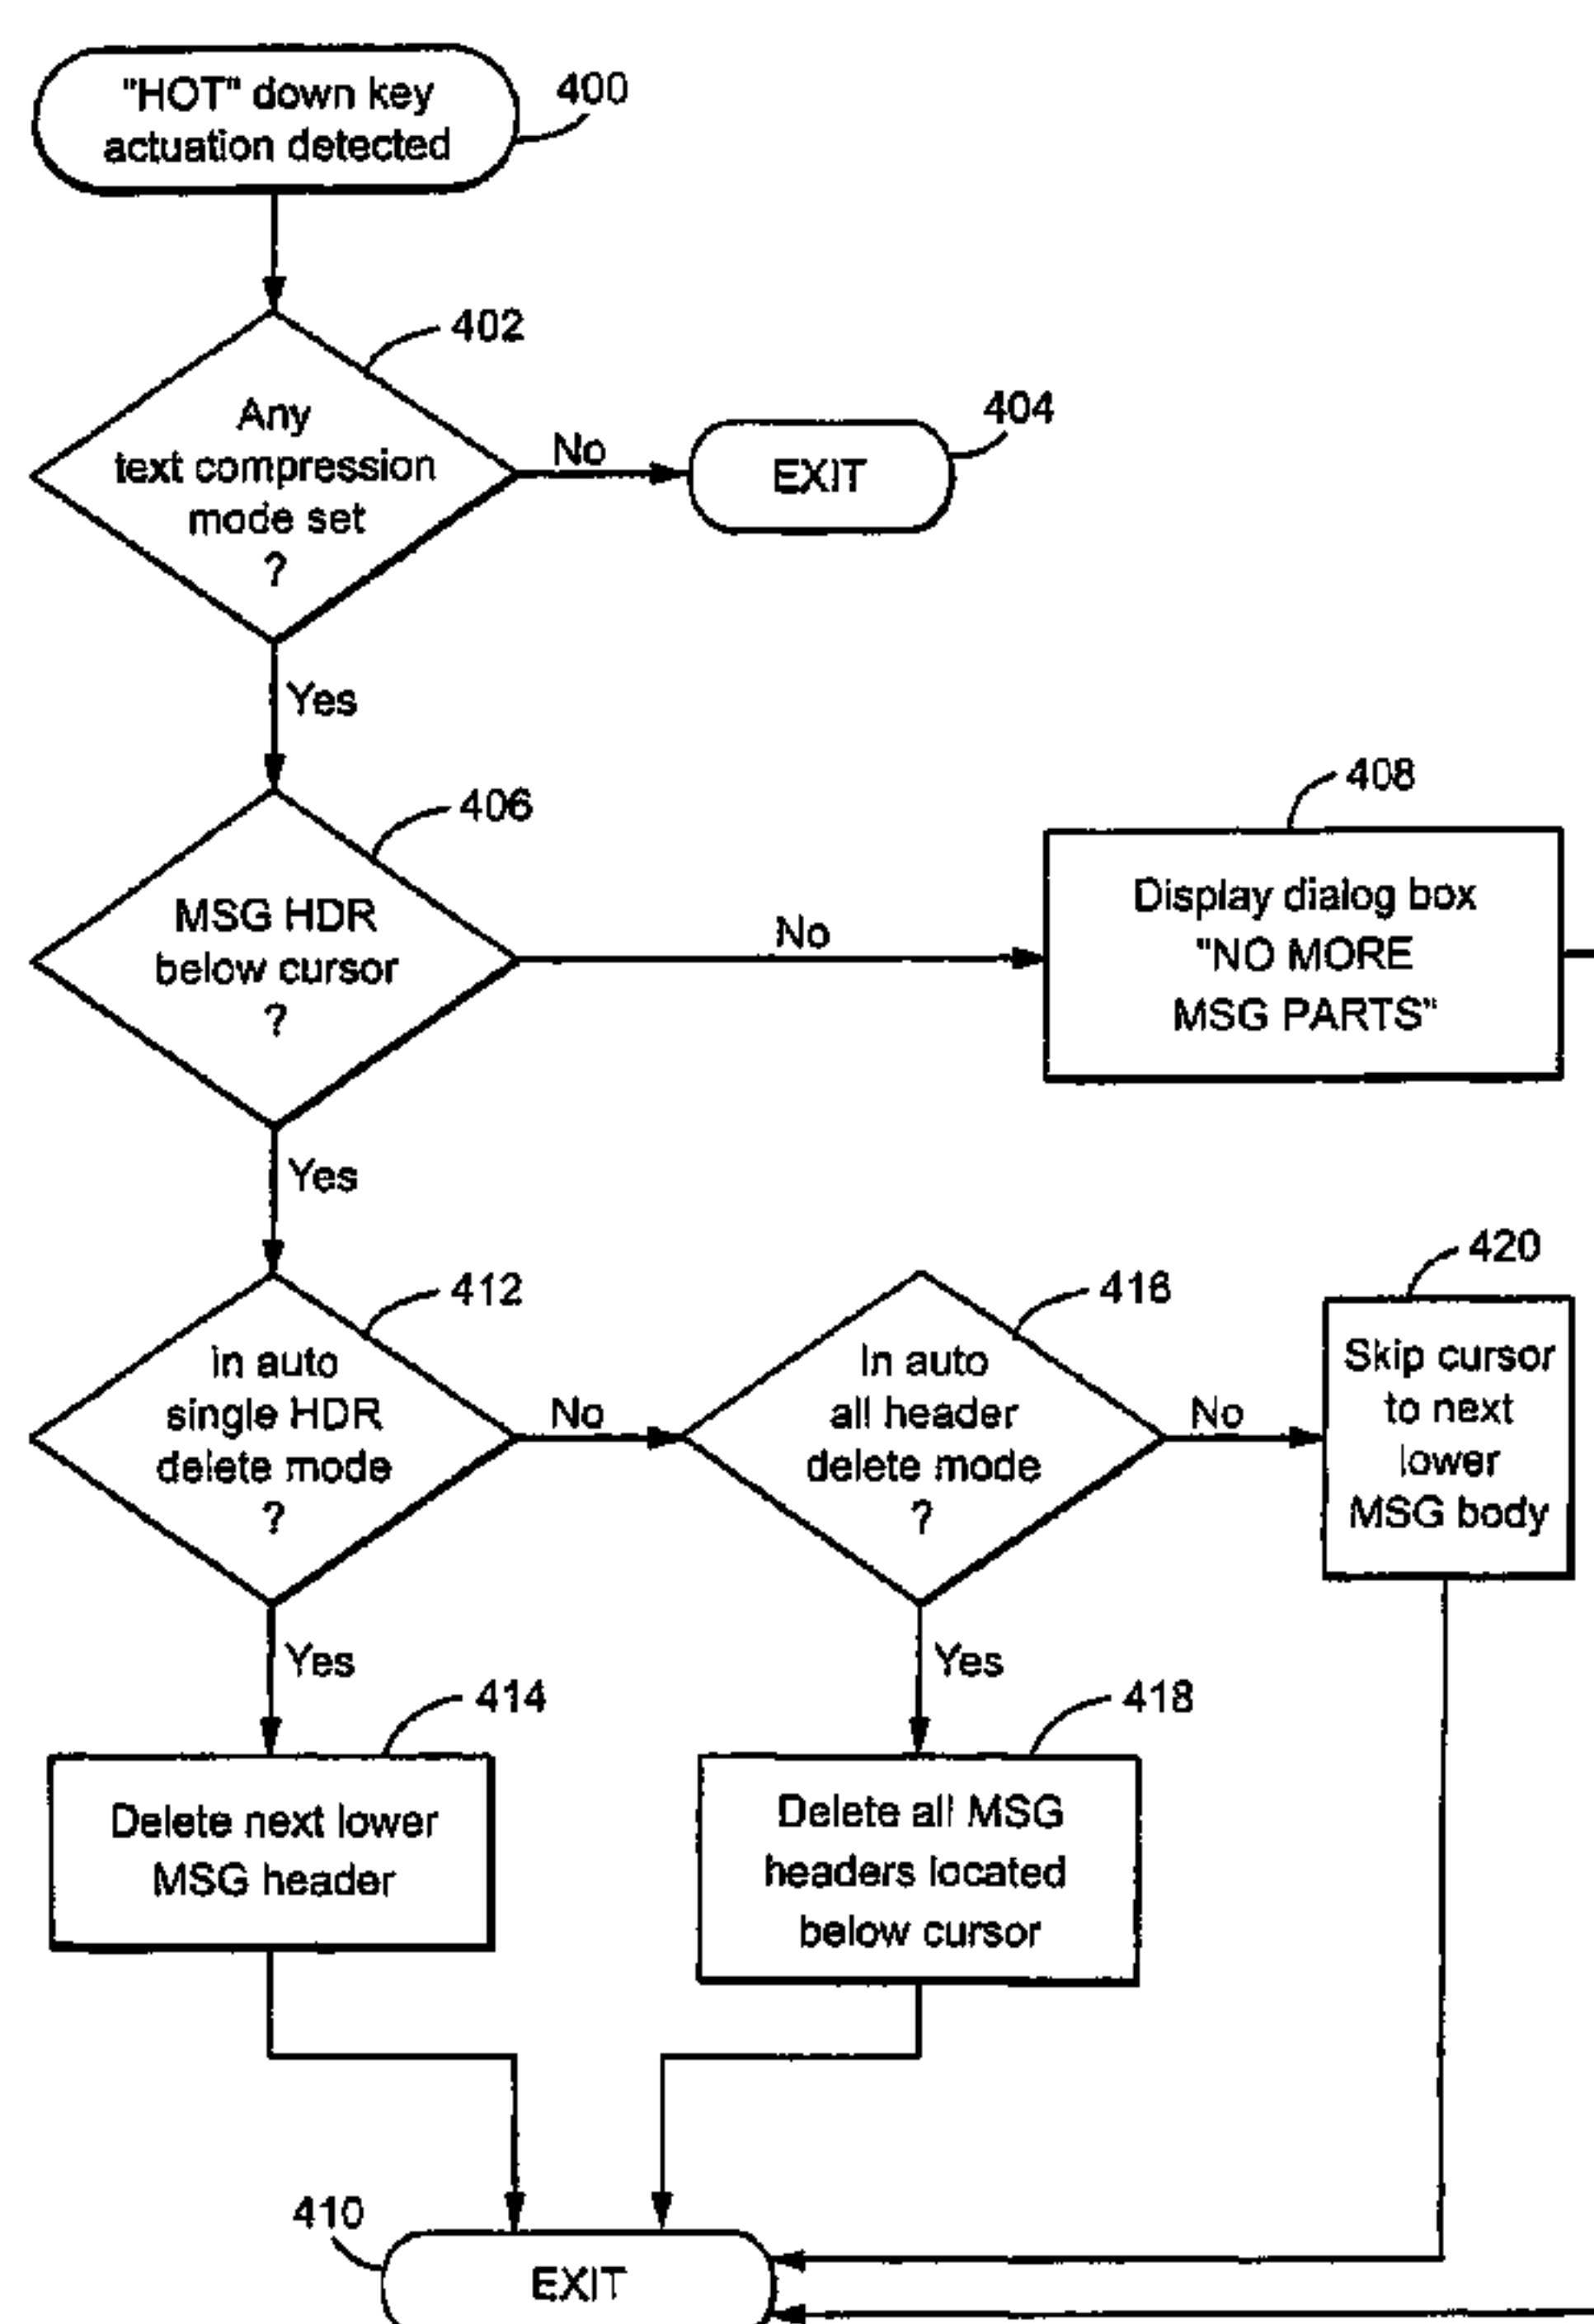 "HOT" down key
actuation detected
400
402
Any
text compression
mode set
?
No
404
EXIT
Yes
406
MSG HDR
below cursor
?
No
408
Display dialog box
"NO MORE
MSG PARTS"
Yes
412
In auto
single HDR
delete mode
?
No
416
In auto
all header
delete mode
?
No
420
Skip cursor
to next
lower
MSG body
Yes
414
Delete next lower
MSG header
Yes
418
Delete all MSG
headers located
below cursor
410
EXIT